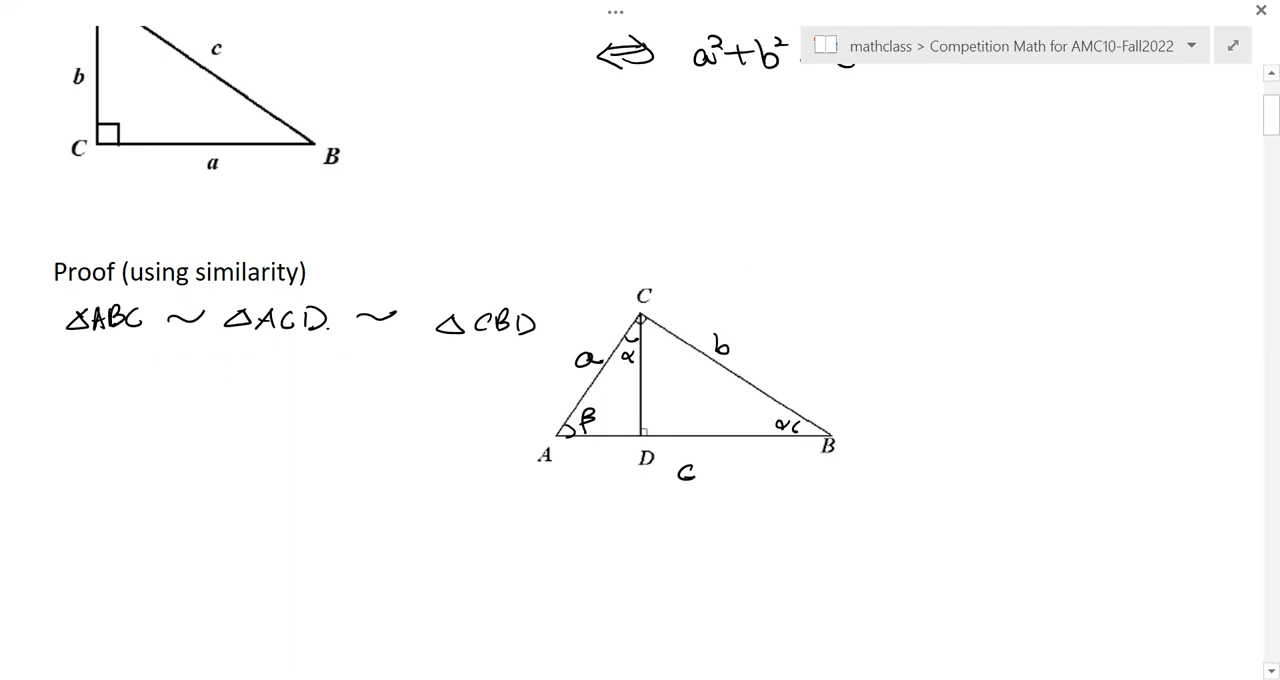 mathclass > Competition Math for AMC10-Fall2022
⇔ a²+b²
c
b
C
a
B
Proof (using similarity)
△ABC ~ △ACD. ~ △CBD
C
a
α
b
β
α
A
D
B
c